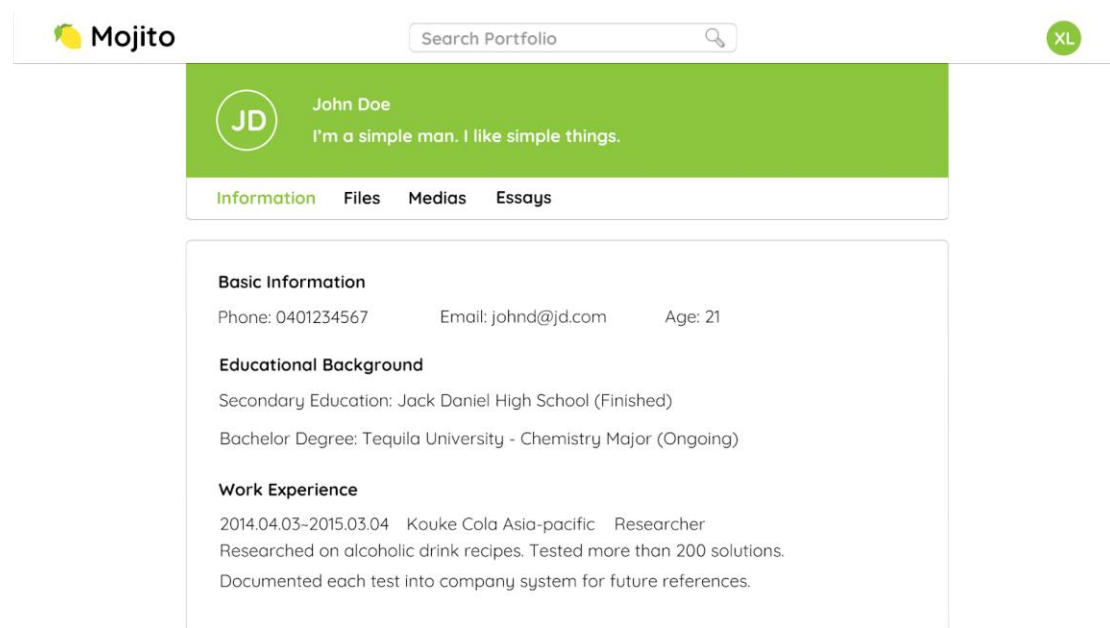 Mojito
Search Portfolio
XL
JD
John Doe
I'm a simple man. I like simple things.
Information Files Medias Essays
Basic Information
Phone: 0401234567 Email: johnd@jd.com Age: 21
Educational Background
Secondary Education: Jack Daniel High School (Finished)
Bachelor Degree: Tequila University - Chemistry Major (Ongoing)
Work Experience
2014.04.03~2015.03.04 Kouke Cola Asia-pacific Researcher
Researched on alcoholic drink recipes. Tested more than 200 solutions.
Documented each test into company system for future references.